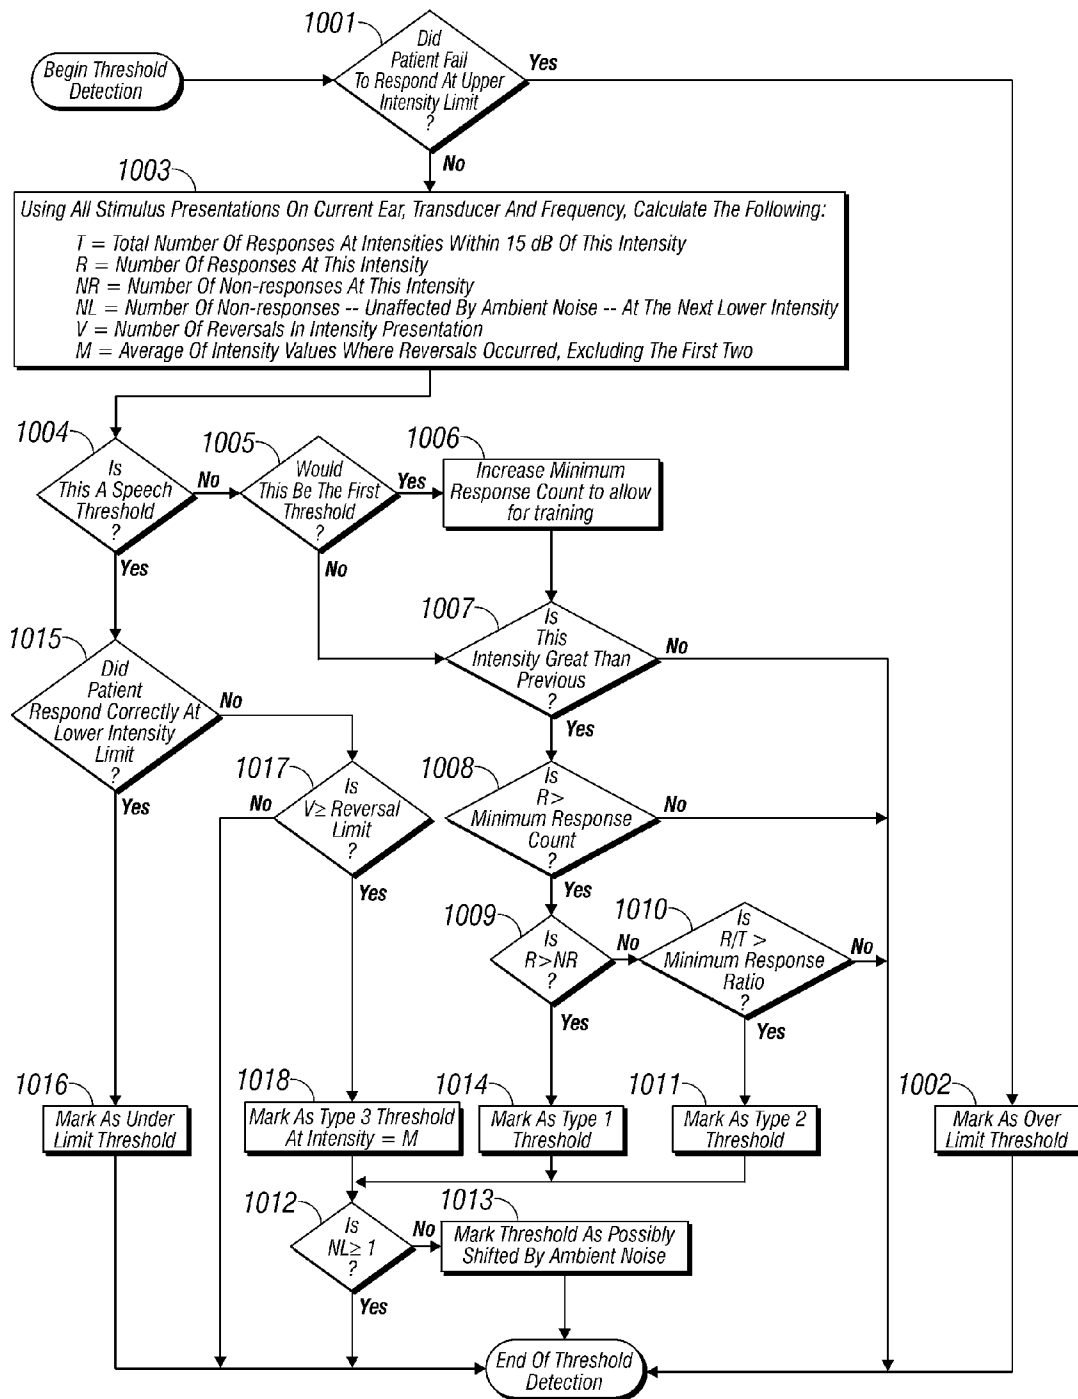 1001
Did
Patient Fail
To Respond At Upper
Intensity Limit
?
Yes
Begin Threshold
Detection
No
1003
Using All Stimulus Presentations On Current Ear, Transducer And Frequency, Calculate The Following:
T = Total Number Of Responses At Intensities Within 15 dB Of This Intensity
R = Number Of Responses At This Intensity
NR = Number Of Non-responses At This Intensity
NL = Number Of Non-responses -- Unaffected By Ambient Noise -- At The Next Lower Intensity
V = Number Of Reversals In Intensity Presentation
M = Average Of Intensity Values Where Reversals Occurred, Excluding The First Two
1004
Is
This A Speech
Threshold
?
No
Yes
1005
Would
This Be The First
Threshold
?
Yes
No
1006
Increase Minimum
Response Count to allow
for training
1007
Is
This
Intensity Great Than
Previous
?
No
Yes
1015
Did
Patient
Respond Correctly At
Lower Intensity
Limit
?
No
Yes
1017
Is
V≥ Reversal
Limit
?
No
Yes
1008
Is
R>
Minimum Response
Count
?
No
Yes
1009
Is
R>NR
?
No
Yes
1010
Is
R/T >
Minimum Response
Ratio
?
No
Yes
1016
Mark As Under
Limit Threshold
1018
Mark As Type 3 Threshold
At Intensity = M
1014
Mark As Type 1
Threshold
1011
Mark As Type 2
Threshold
1002
Mark As Over
Limit Threshold
1012
Is
NL≥ 1
?
No
Yes
1013
Mark Threshold As Possibly
Shifted By Ambient Noise
End Of Threshold
Detection